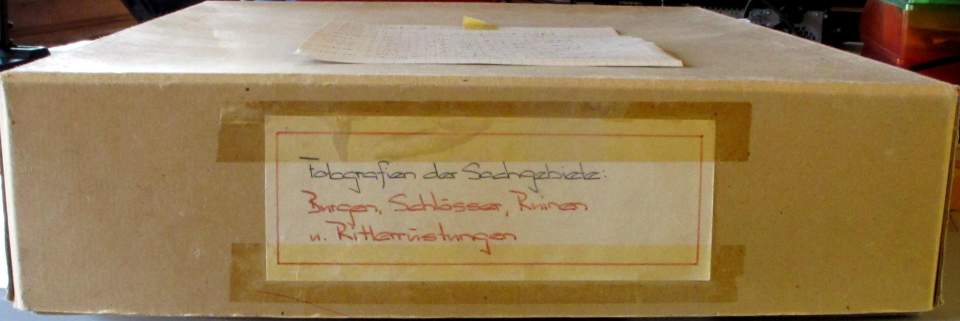 Fotografien der Sachgebiete:
Burgen, Schlösser, Ruinen
u. Ritterrüstungen